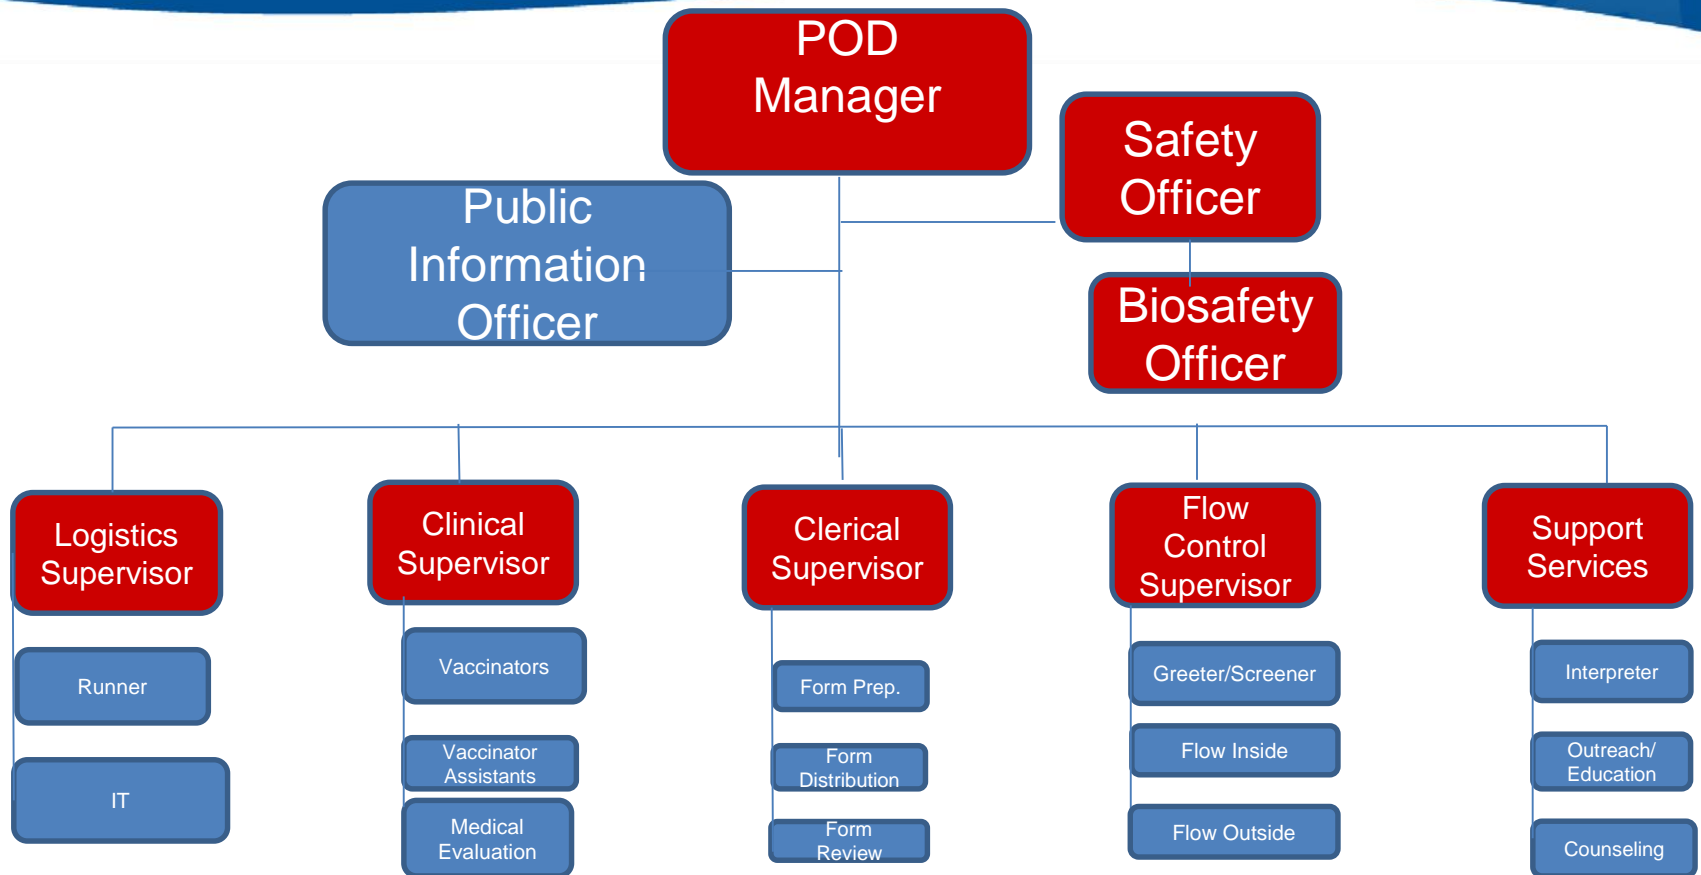 POD
Manager
Safety
Officer
Public
Information
Officer
Biosafety
Officer
Logistics
Supervisor
Clinical
Supervisor
Clerical
Supervisor
Flow
Control
Supervisor
Support
Services
Runner
IT
Vaccinators
Vaccinator
Assistants
Medical
Evaluation
Form Prep.
Form
Distribution
Form
Review
Greeter/Screener
Flow Inside
Flow Outside
Interpreter
Outreach/
Education
Counseling